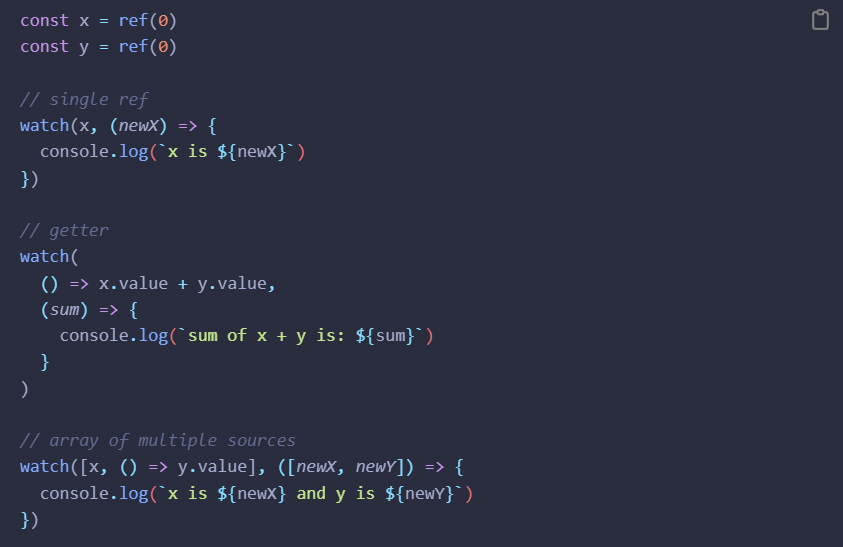 const x = ref(0)
const y = ref(0)

// single ref
watch(x, (newX) => {
  console.log(`x is ${newX}`)
})

// getter
watch(
  () => x.value + y.value,
  (sum) => {
    console.log(`sum of x + y is: ${sum}`)
  }
)

// array of multiple sources
watch([x, () => y.value], ([newX, newY]) => {
  console.log(`x is ${newX} and y is ${newY}`)
})